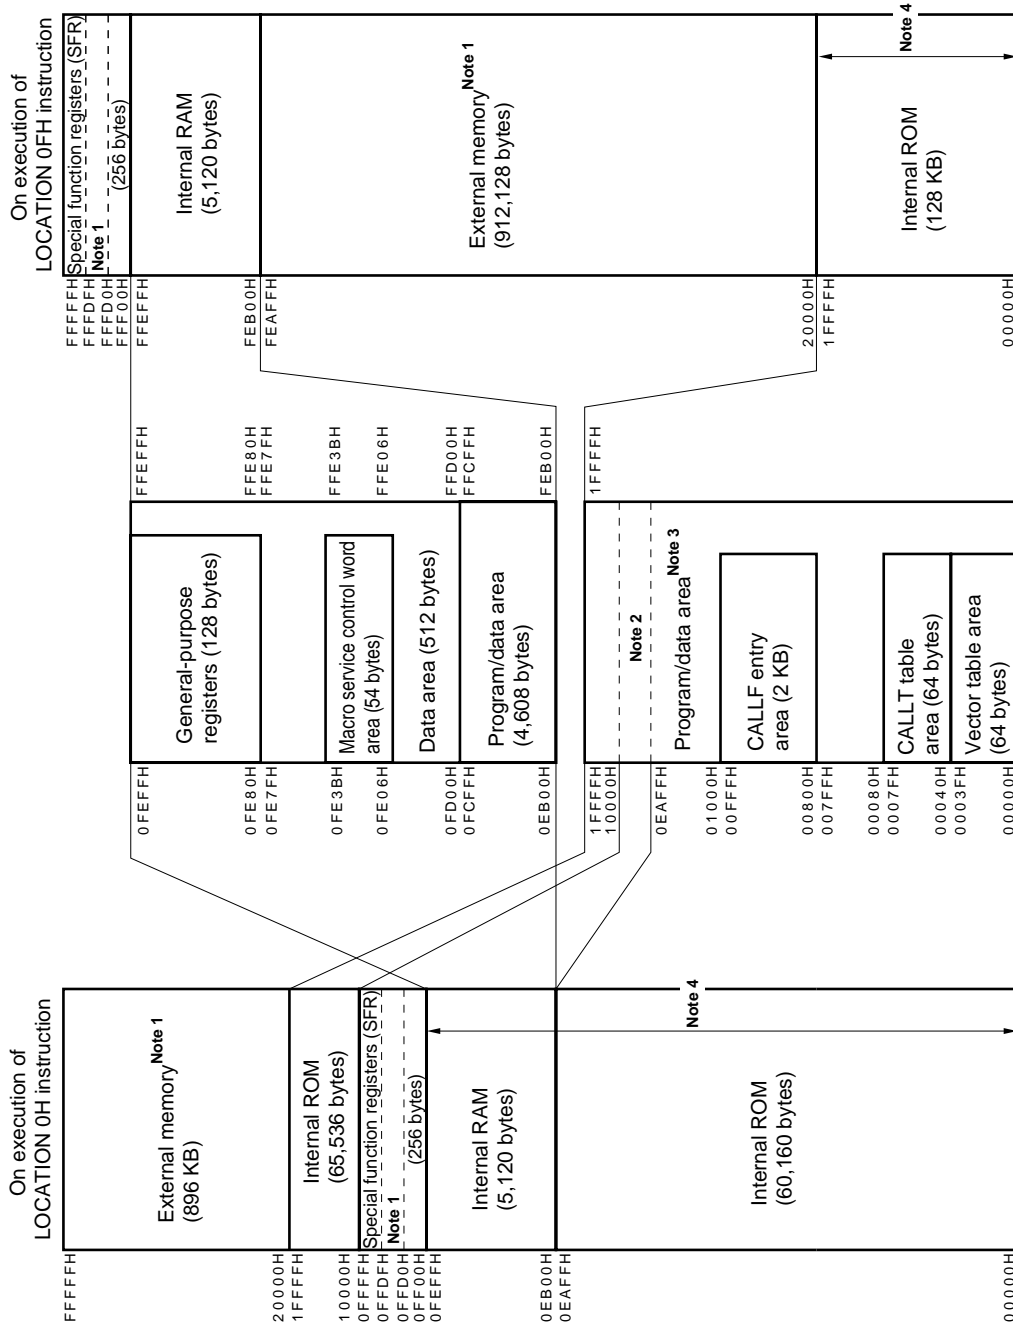 On execution of
LOCATION 0H instruction
FFFFFH
External memory Note 1
(896 KB)
20000H
1FFFFH
Internal ROM
(65,536 bytes)
10000H
0FFFFH
Special function registers (SFR)
0FFDFH
Note 1
0FFD0H
0FF00H
(256 bytes)
0FEFFH
Internal RAM
(5,120 bytes)
0EB00H
0EAFFH
Note 4
Internal ROM
(60,160 bytes)
00000H
0FEFFH
General-purpose
registers (128 bytes)
FFEFFH
0FE80H
FFE80H
0FE7FH
FFE7FH
0FE3BH
Macro service control word
area (54 bytes)
FFE3BH
0FE06H
FFE06H
Data area (512 bytes)
0FD00H
FFD00H
0FCFFH
FFCFFH
Program/data area
(4,608 bytes)
0EB00H
FEB00H
1FFFFH
1FFFFH
10000H
Note 2
0EAFFH
Program/data area Note 3
01000H
00FFFH
CALLF entry
area (2 KB)
00800H
007FFH
00080H
0007FH
CALLT table
area (64 bytes)
00040H
0003FH
Vector table area
(64 bytes)
00000H
On execution of
LOCATION 0FH instruction
FFFFFH
Special function registers (SFR)
FFFDFH
Note 1
FFFD0H
FFF00H
(256 bytes)
FFEFFH
Internal RAM
(5,120 bytes)
FEB00H
FEAFFH
External memory Note 1
(912,128 bytes)
20000H
1FFFFH
Note 4
Internal ROM
(128 KB)
00000H